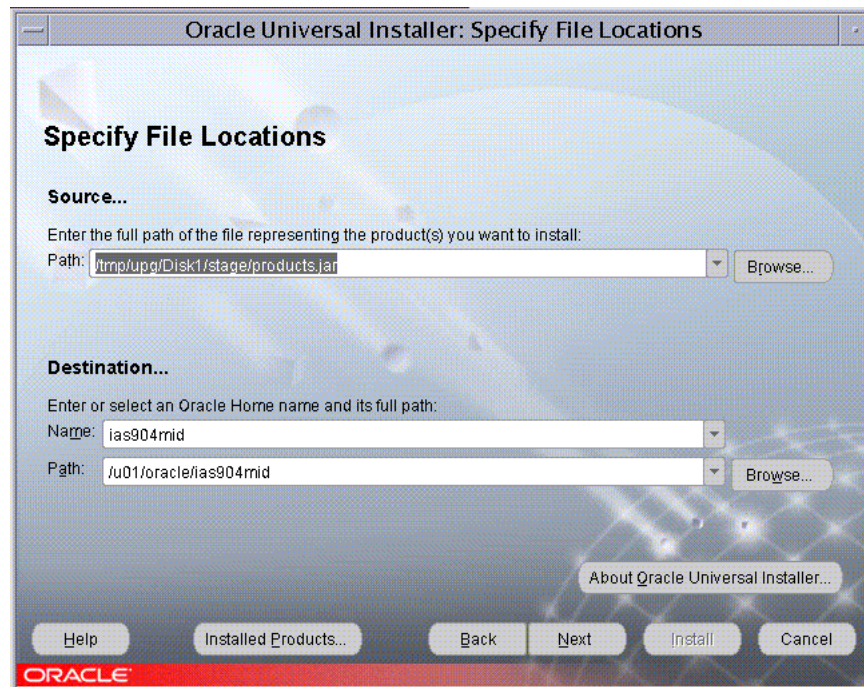 Oracle Universal Installer: Specify File Locations
Specify File Locations
Source...
Enter the full path of the file representing the product(s) you want to install:
Path: /tmp/upg/Disk1/stage/products.jar Browse...
Destination...
Enter or select an Oracle Home name and its full path:
Name: ias904mid
Path: /u01/oracle/ias904mid Browse...
About Oracle Universal Installer...
Help Installed Products... Back Next Install Cancel
ORACLE